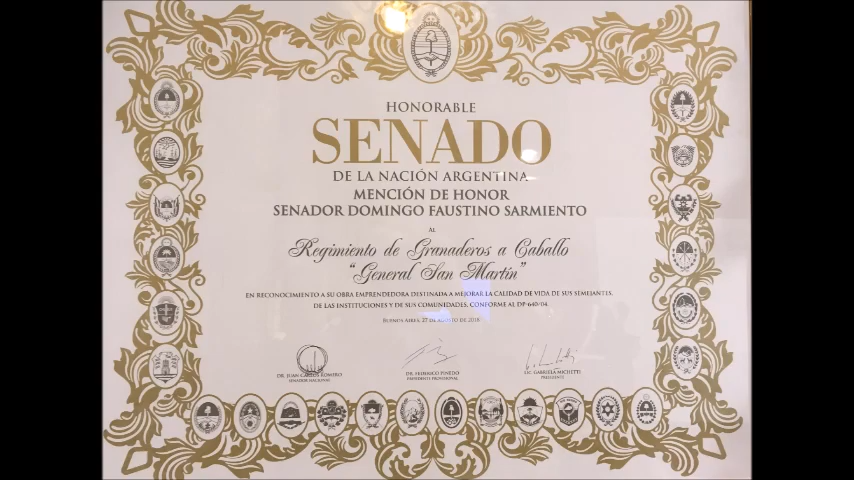 HONORABLE
SENADO
DE LA NACIÓN ARGENTINA
MENCIÓN DE HONOR
SENADOR DOMINGO FAUSTINO SARMIENTO
AL
Regimiento de Granaderos a Caballo
"General San Martín"
EN RECONOCIMIENTO A SU OBRA EMPRENDEDORA DESTINADA A MEJORAR LA CALIDAD DE VIDA DE SUS SEMEJANTES,
DE LAS INSTITUCIONES Y DE SUS COMUNIDADES, CONFORME AL DP-640/04.
BUENOS AIRES, 27 DE AGOSTO DE 2018
DR. JUAN CARLOS ROMERO
SENADOR NACIONAL
DR. FEDERICO PINEDO
PRESIDENTE PROVISIONAL
LIC. GABRIELA MICHETTI
PRESIDENTE